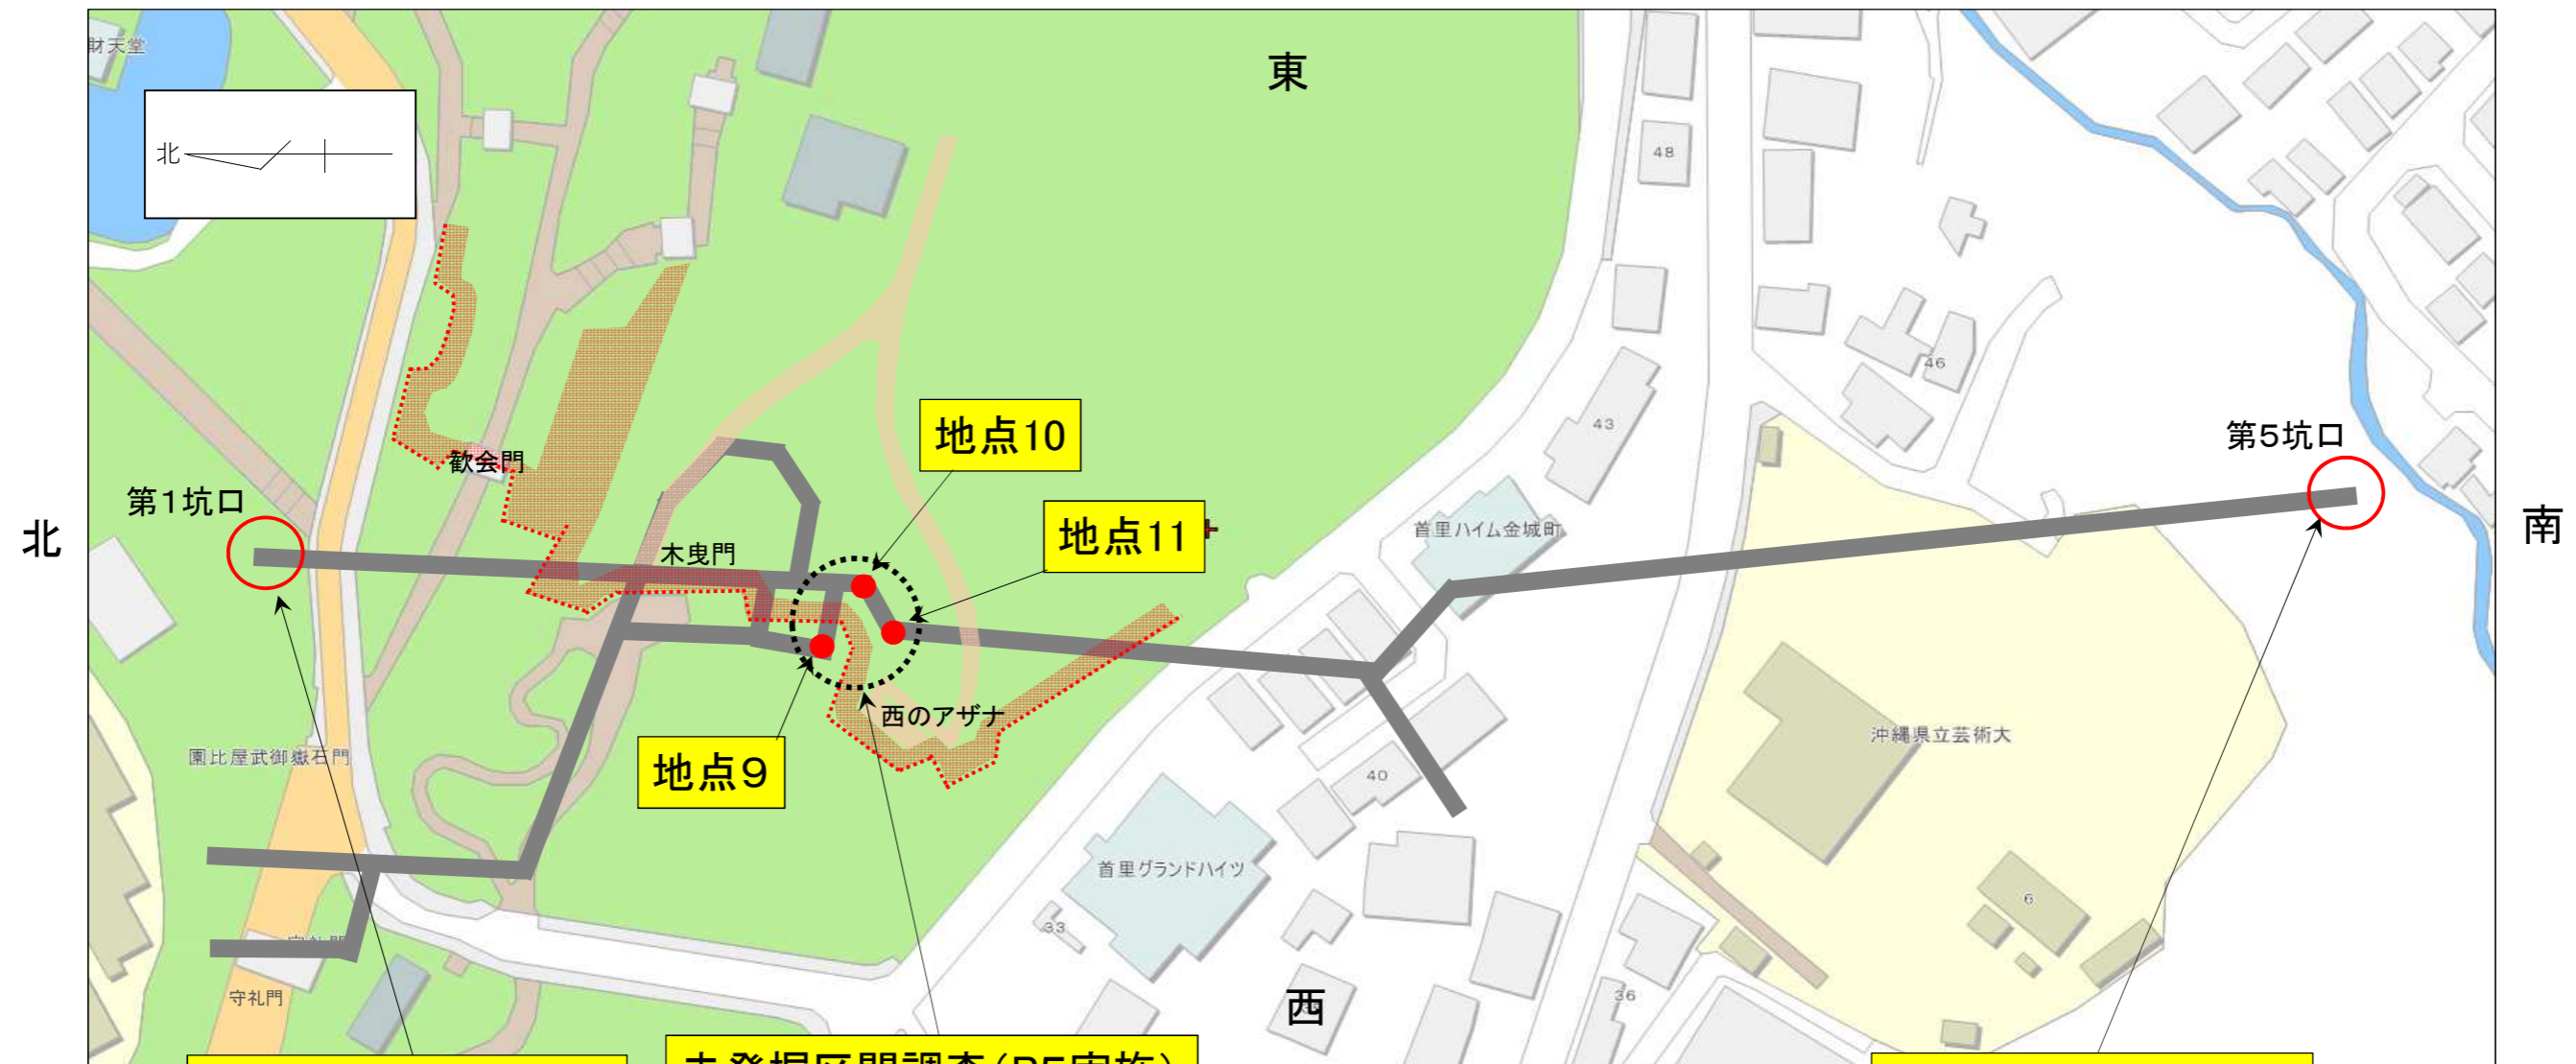 財天堂
東
北
48
地点10
43
46
第5坑口
歓会門
第1坑口
地点11
首里ハイム金城町
北
南
木曳門
西のアザナ
沖縄県立芸術大
園比屋武御嶽石門
地点9
40
首里グランドハイツ
6
33
守礼門
西
36